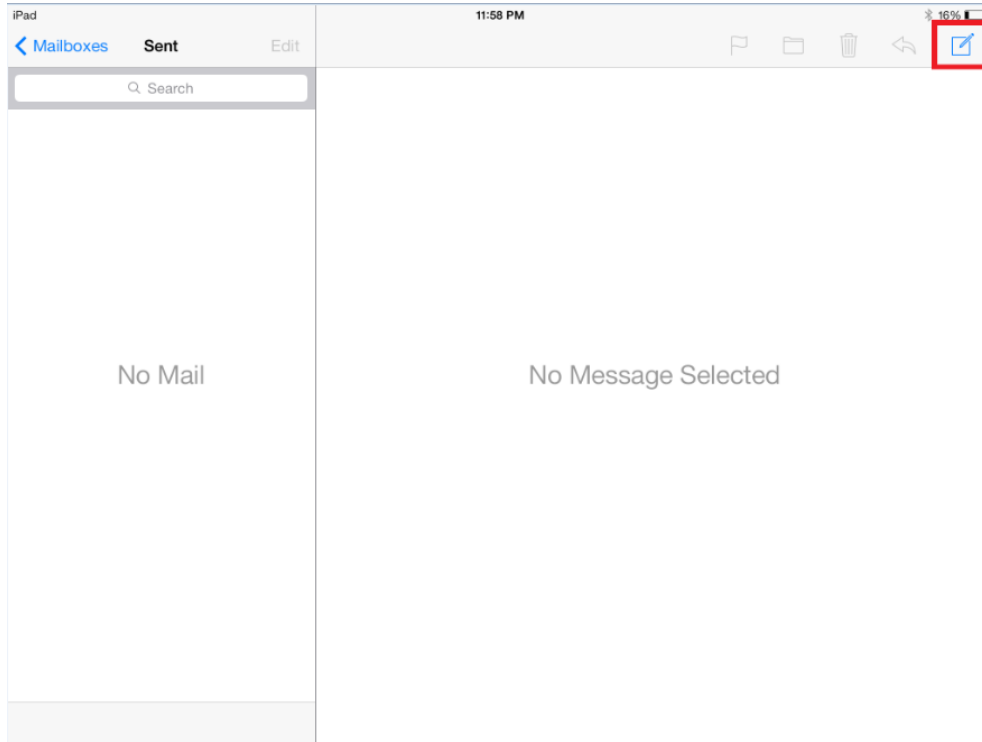 iPad 11:58 PM 16%
Mailboxes Sent Edit
Search
No Mail
No Message Selected